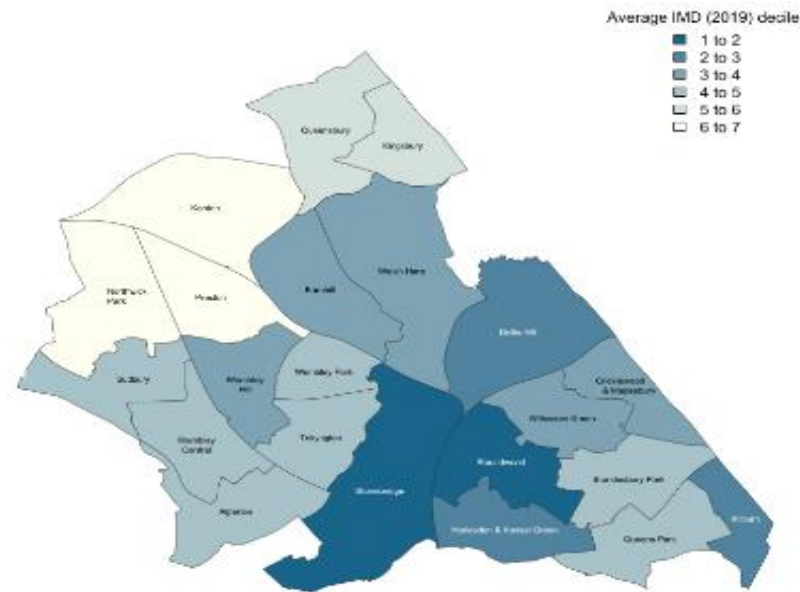 Average IMD (2019) decile
1 to 2
2 to 3
3 to 4
4 to 5
5 to 6
6 to 7
Queensbury
Kingsbury
Kenton
Welsh Harp
Northwick
Park
Preston
Barnhill
Dollis Hill
Sudbury
Wembley
Hill
Wembley Park
Cricklewood
& Mapesbury
Willesden Green
Wembley
Central
Tokyngton
Roundwood
Brondesbury Park
Stonebridge
Alperton
Harlesden & Kensal Green
Queens Park
Kilburn